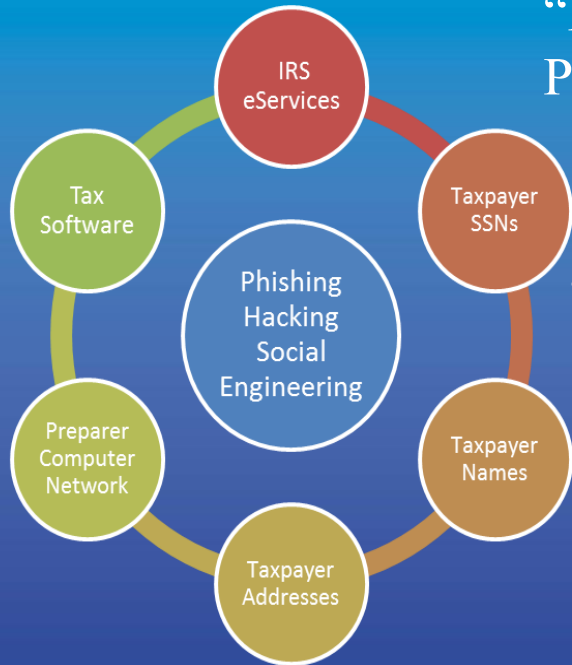 IRS
eServices
Taxpayer
SSNs
Taxpayer
Names
Taxpayer
Addresses
Preparer
Computer
Network
Tax
Software
Phishing
Hacking
Social
Engineering